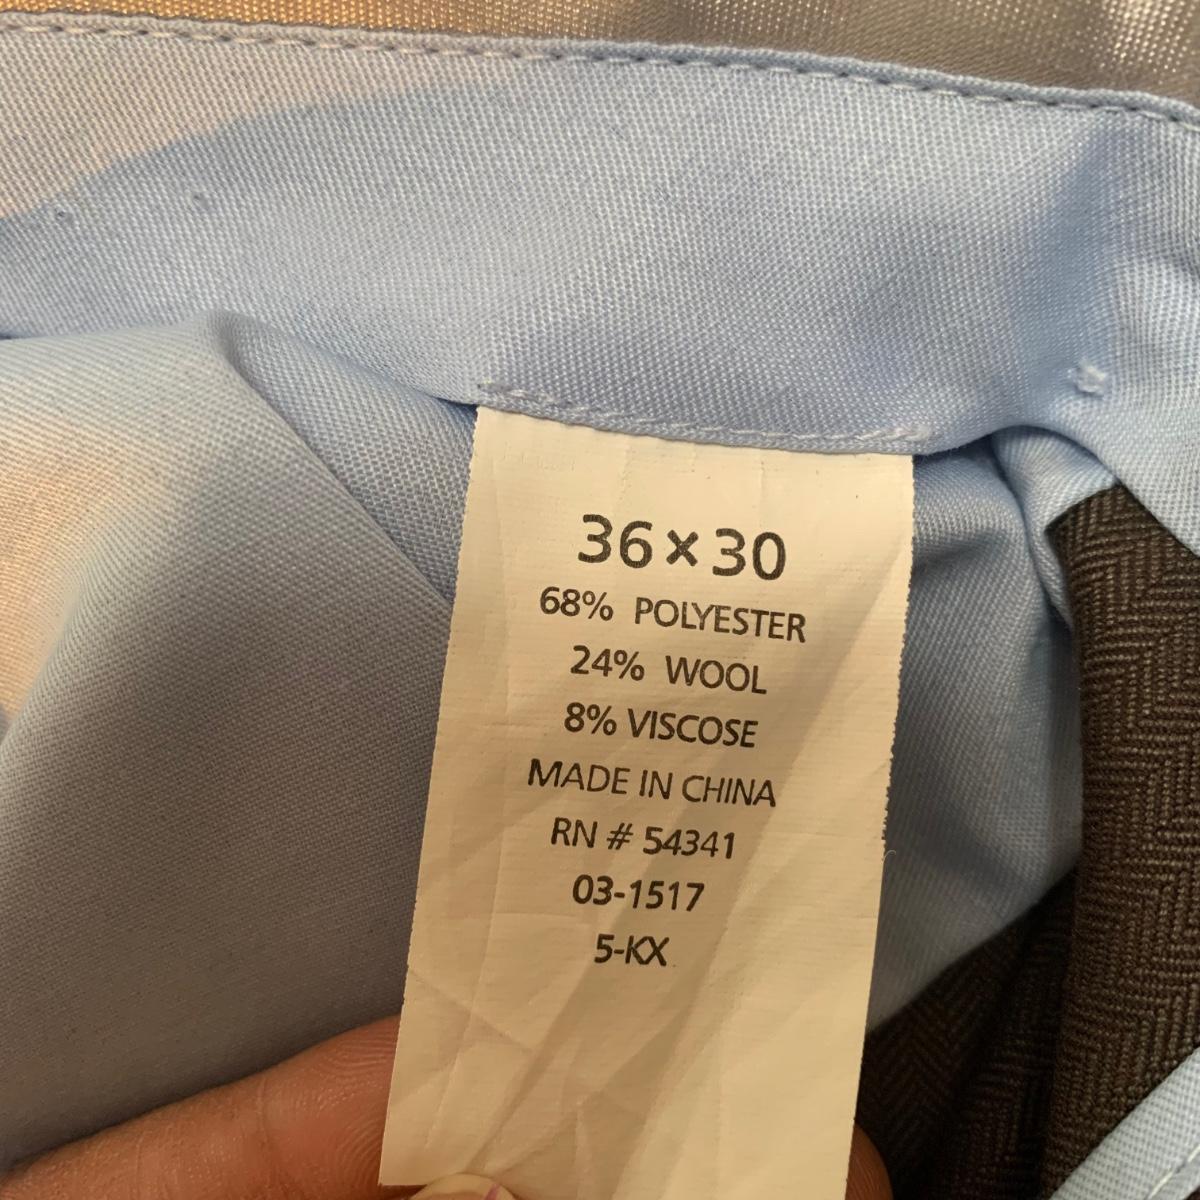 36×30
68% POLYESTER
24% WOOL
8% VISCOSE
MADE IN CHINA
RN # 54341
03-1517
5-KX